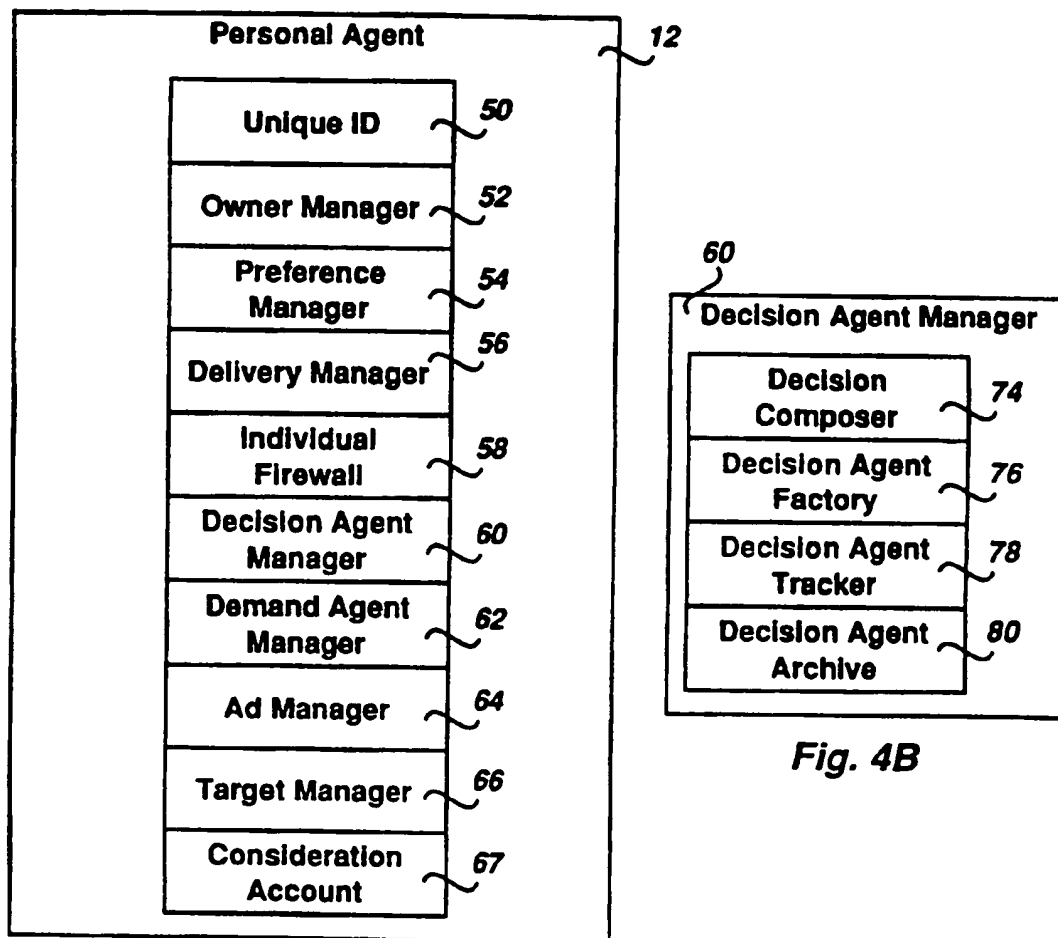 Personal Agent
12
Unique ID
50
Owner Manager
52
Preference
Manager
54
Delivery Manager
56
Individual
Firewall
58
Decision Agent
Manager
60
Demand Agent
Manager
62
Ad Manager
64
Target Manager
66
Consideration
Account
67
60
Decision Agent Manager
Decision
Composer
74
Decision Agent
Factory
76
Decision Agent
Tracker
78
Decision Agent
Archive
80
Fig. 4B